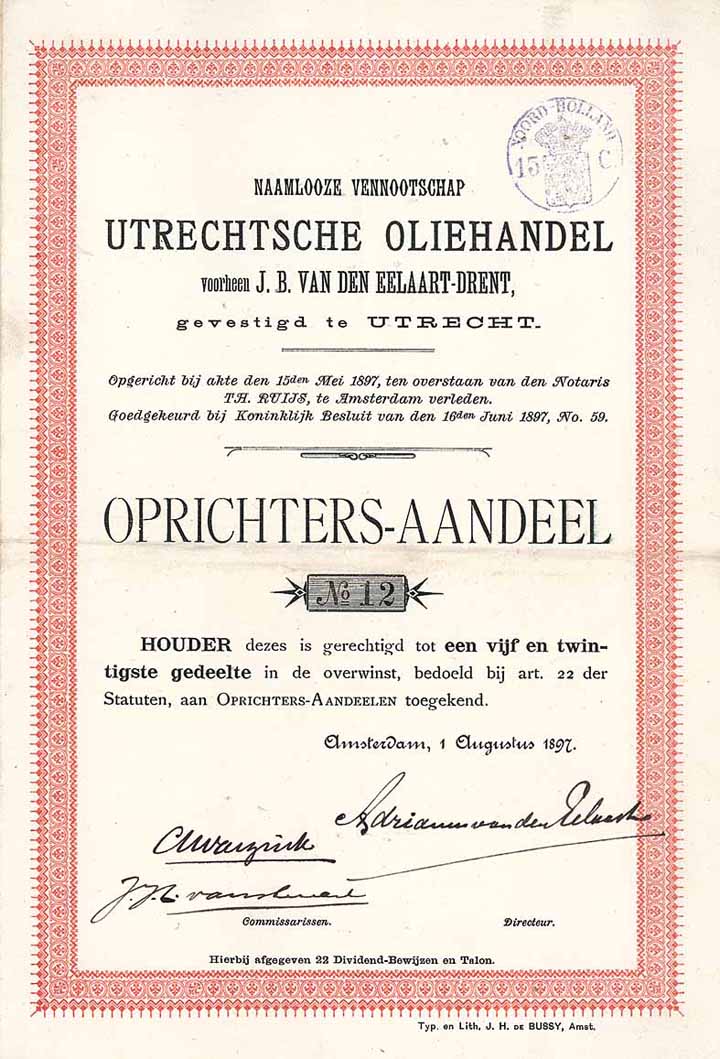 NOORD-HOLLAND
15 C.
NAAMLOOZE VENNOOTSCHAP
UTRECHTSCHE OLIEHANDEL
voorheen J. B. VAN DEN EELAART-DRENT,
gevestigd te UTRECHT.
Opgericht bij akte den 15den Mei 1897, ten overstaan van den Notaris
TH. RUIJS, te Amsterdam verleden.
Goedgekeurd bij Koninklijk Besluit van den 16den Juni 1897, No. 59.
OPRICHTERS-AANDEEL
No 12
HOUDER dezes is gerechtigd tot een vijf en twin-
tigste gedeelte in de overwinst, bedoeld bij art. 22 der
Statuten, aan OPRICHTERS-AANDEELEN toegekend.
Amsterdam, 1 Augustus 1897.
Adrianus van den Eelaart
Commissarissen.
Directeur.
Hierbij afgegeven 22 Dividend-Bewijzen en Talon.
Typ. en Lith. J. H. DE BUSSY, Amst.